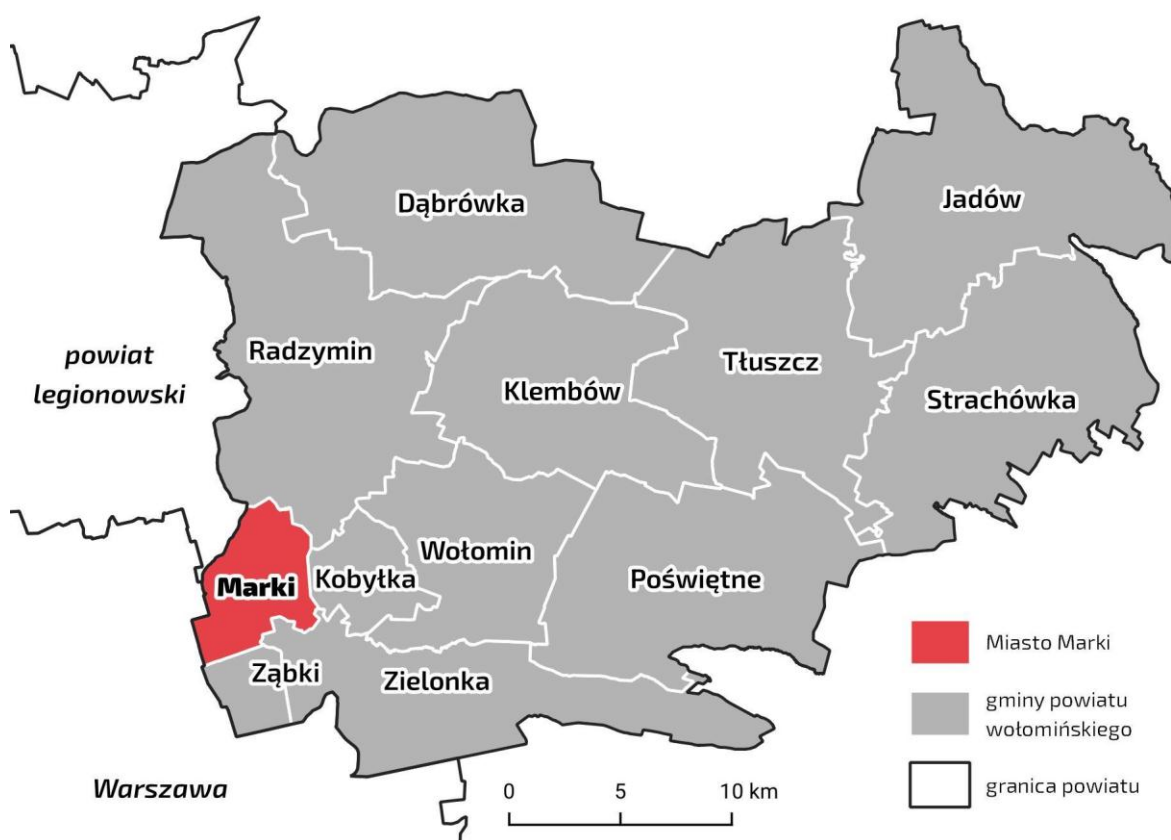 Dąbrówka
Jadów
Radzymin
powiat
legionowski
Klembów
Tłuszcz
Strachówka
Wołomin
Marki
Kobyłka
Poświętne
Ząbki
Zielonka
Warszawa
0 5 10 km
Miasto Marki
gminy powiatu
wołomińskiego
granica powiatu